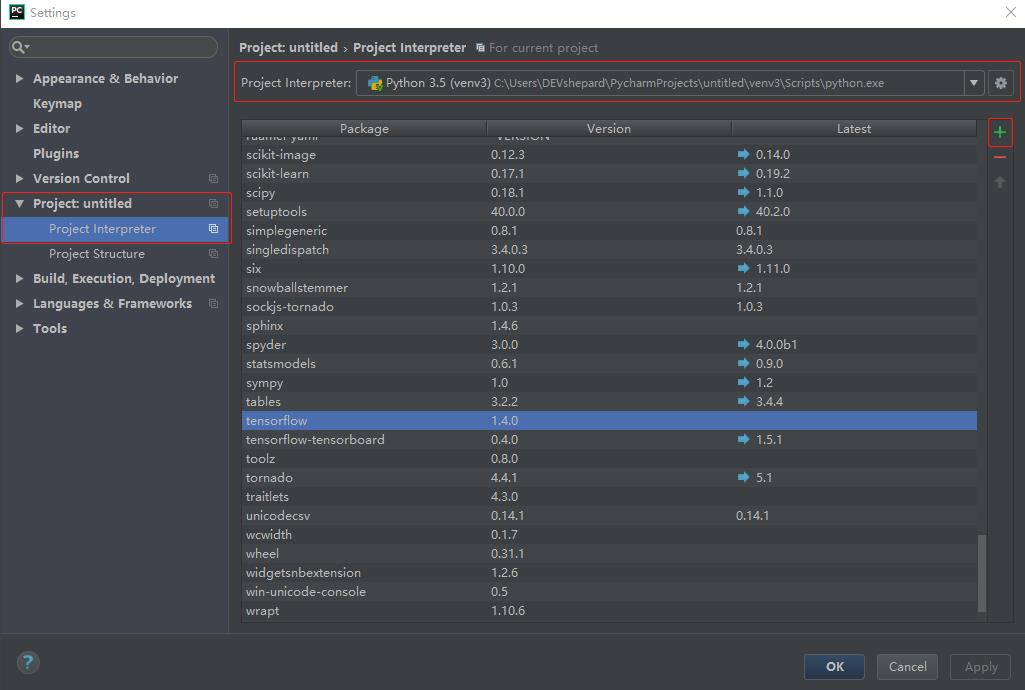 PC Settings
Project: untitled › Project Interpreter For current project
Appearance & Behavior
Keymap
Editor
Plugins
Version Control
Project: untitled
Project Interpreter
Project Structure
Build, Execution, Deployment
Languages & Frameworks
Tools
Project Interpreter: Python 3.5 (venv3) C:\Users\DEVshepard\PycharmProjects\untitled\venv3\Scripts\python.exe
Package Version Latest
scikit-image 0.12.3 0.14.0
scikit-learn 0.17.1 0.19.2
scipy 0.18.1 1.1.0
setuptools 40.0.0 40.2.0
simplegeneric 0.8.1 0.8.1
singledispatch 3.4.0.3 3.4.0.3
six 1.10.0 1.11.0
snowballstemmer 1.2.1 1.2.1
sockjs-tornado 1.0.3 1.0.3
sphinx 1.4.6
spyder 3.0.0 4.0.0b1
statsmodels 0.6.1 0.9.0
sympy 1.0 1.2
tables 3.2.2 3.4.4
tensorflow 1.4.0
tensorflow-tensorboard 0.4.0 1.5.1
toolz 0.8.0
tornado 4.4.1 5.1
traitlets 4.3.0
unicodecsv 0.14.1 0.14.1
wcwidth 0.1.7
wheel 0.31.1
widgetsnbextension 1.2.6
win-unicode-console 0.5
wrapt 1.10.6
? OK Cancel Apply